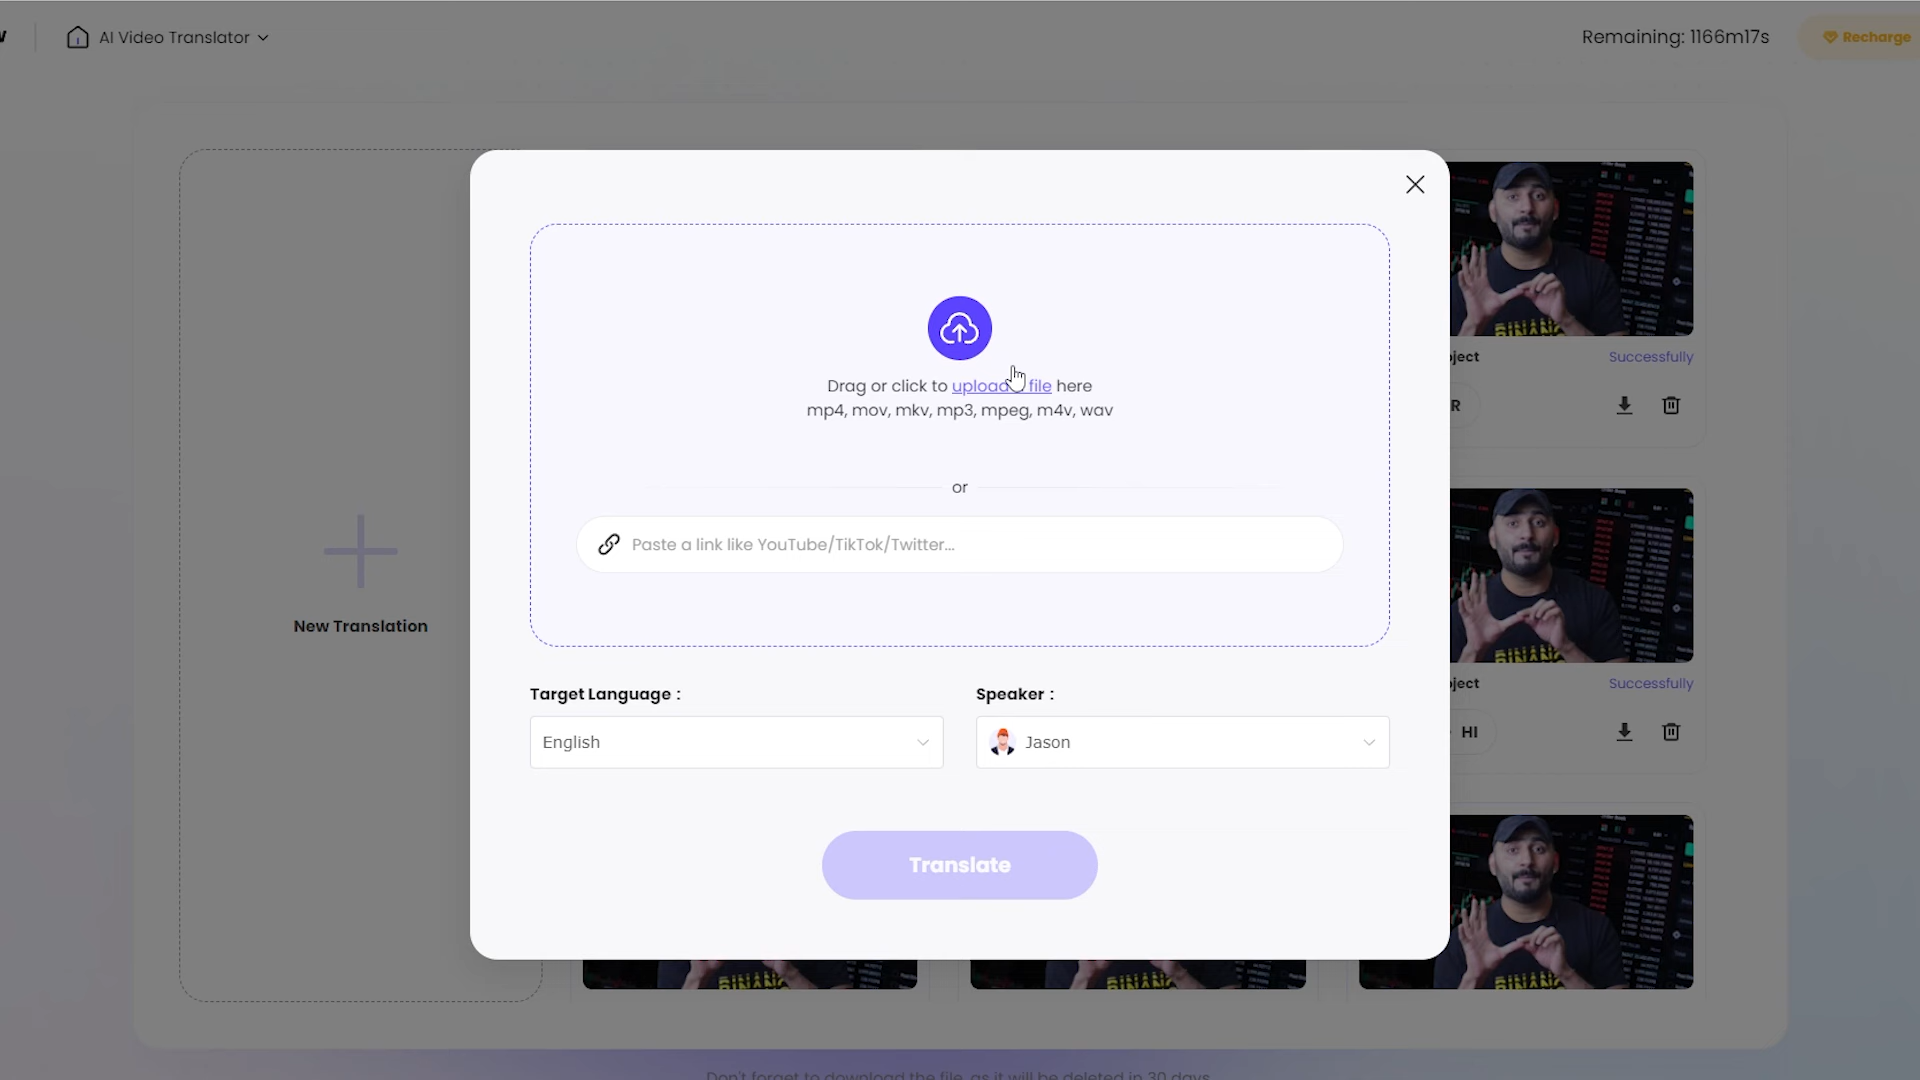 AI Video Translator
Remaining: 1166m17s
Recharge
Drag or click to upload file here
mp4, mov, mkv, mp3, mpeg, m4v, wav
or
Paste a link like YouTube/TikTok/Twitter...
New Translation
Target Language :
Speaker :
English
Jason
Translate
Successfully
R
Successfully
HI
BINANC
BINANC
Don't forget to download the file, as it will be deleted in 30 days